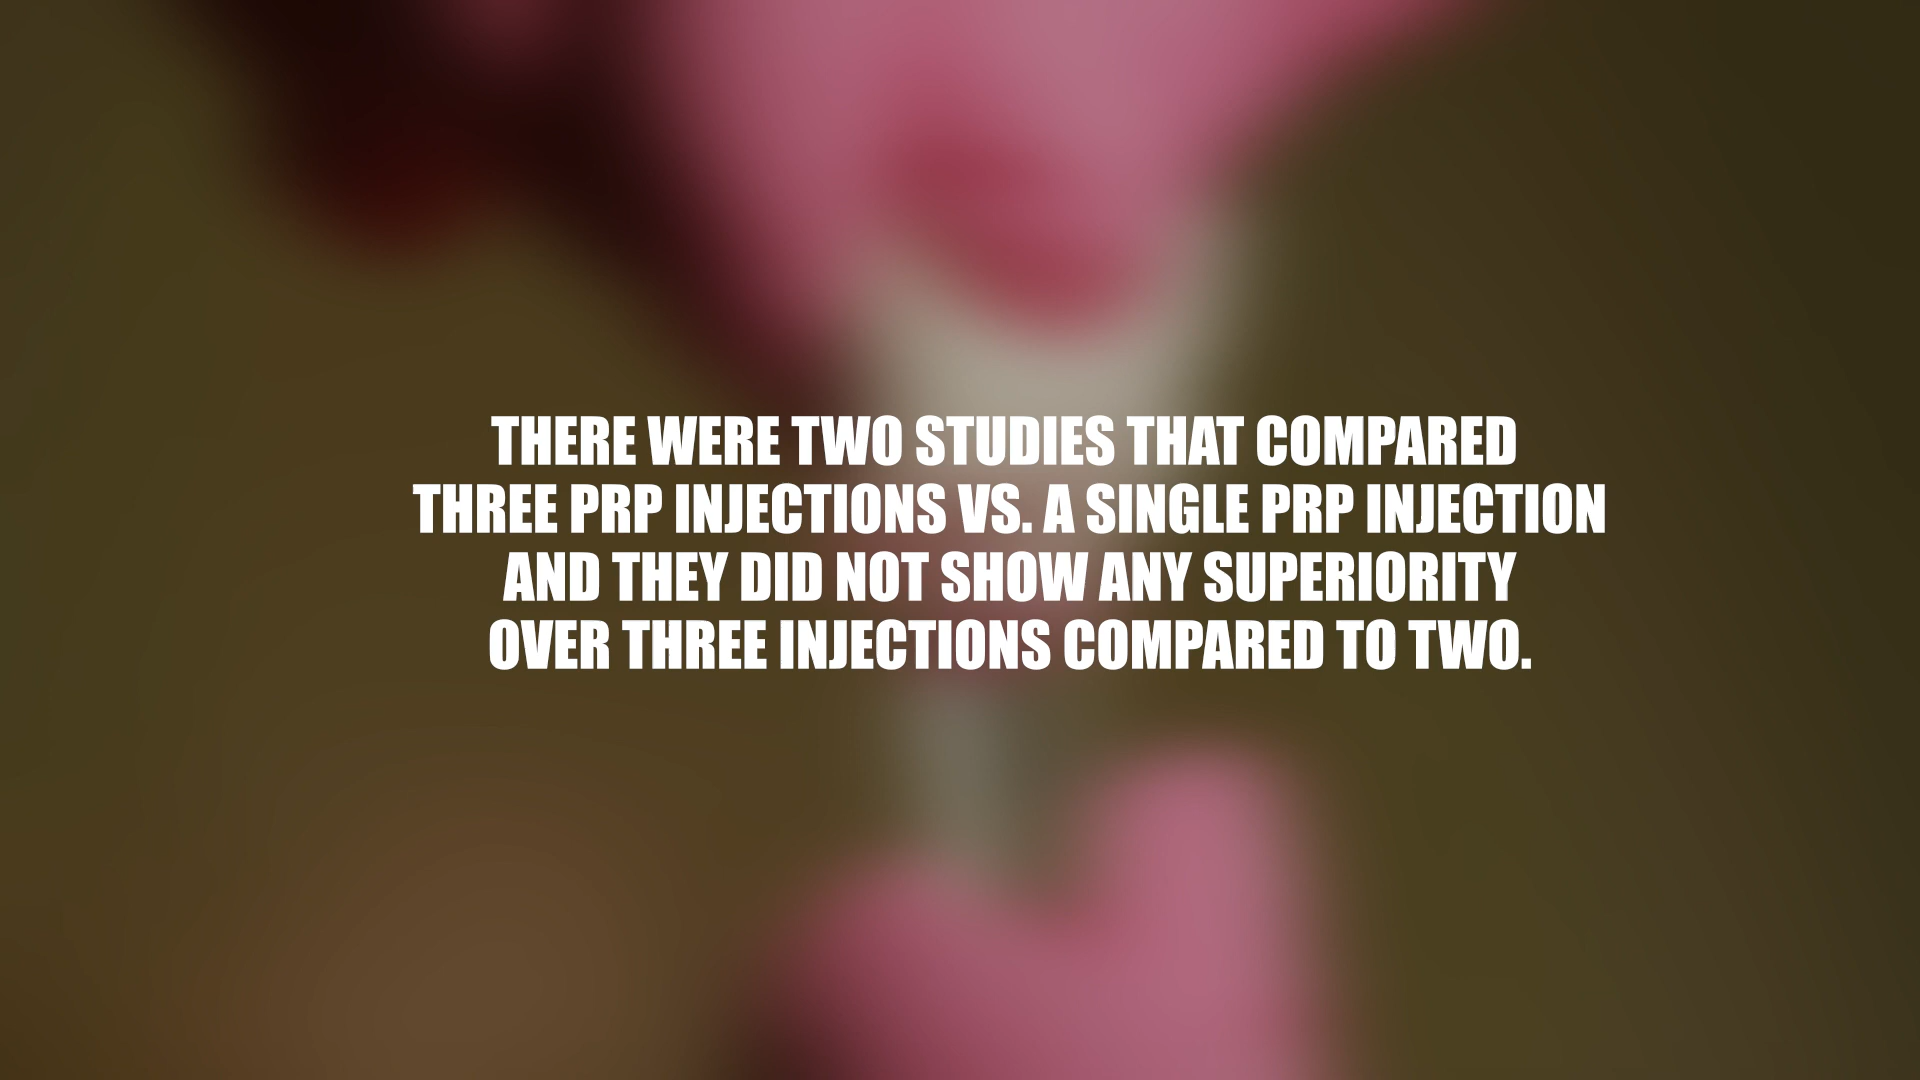 THERE WERE TWO STUDIES THAT COMPARED
THREE PRP INJECTIONS VS. A SINGLE PRP INJECTION
AND THEY DID NOT SHOW ANY SUPERIORITY
OVER THREE INJECTIONS COMPARED TO TWO.